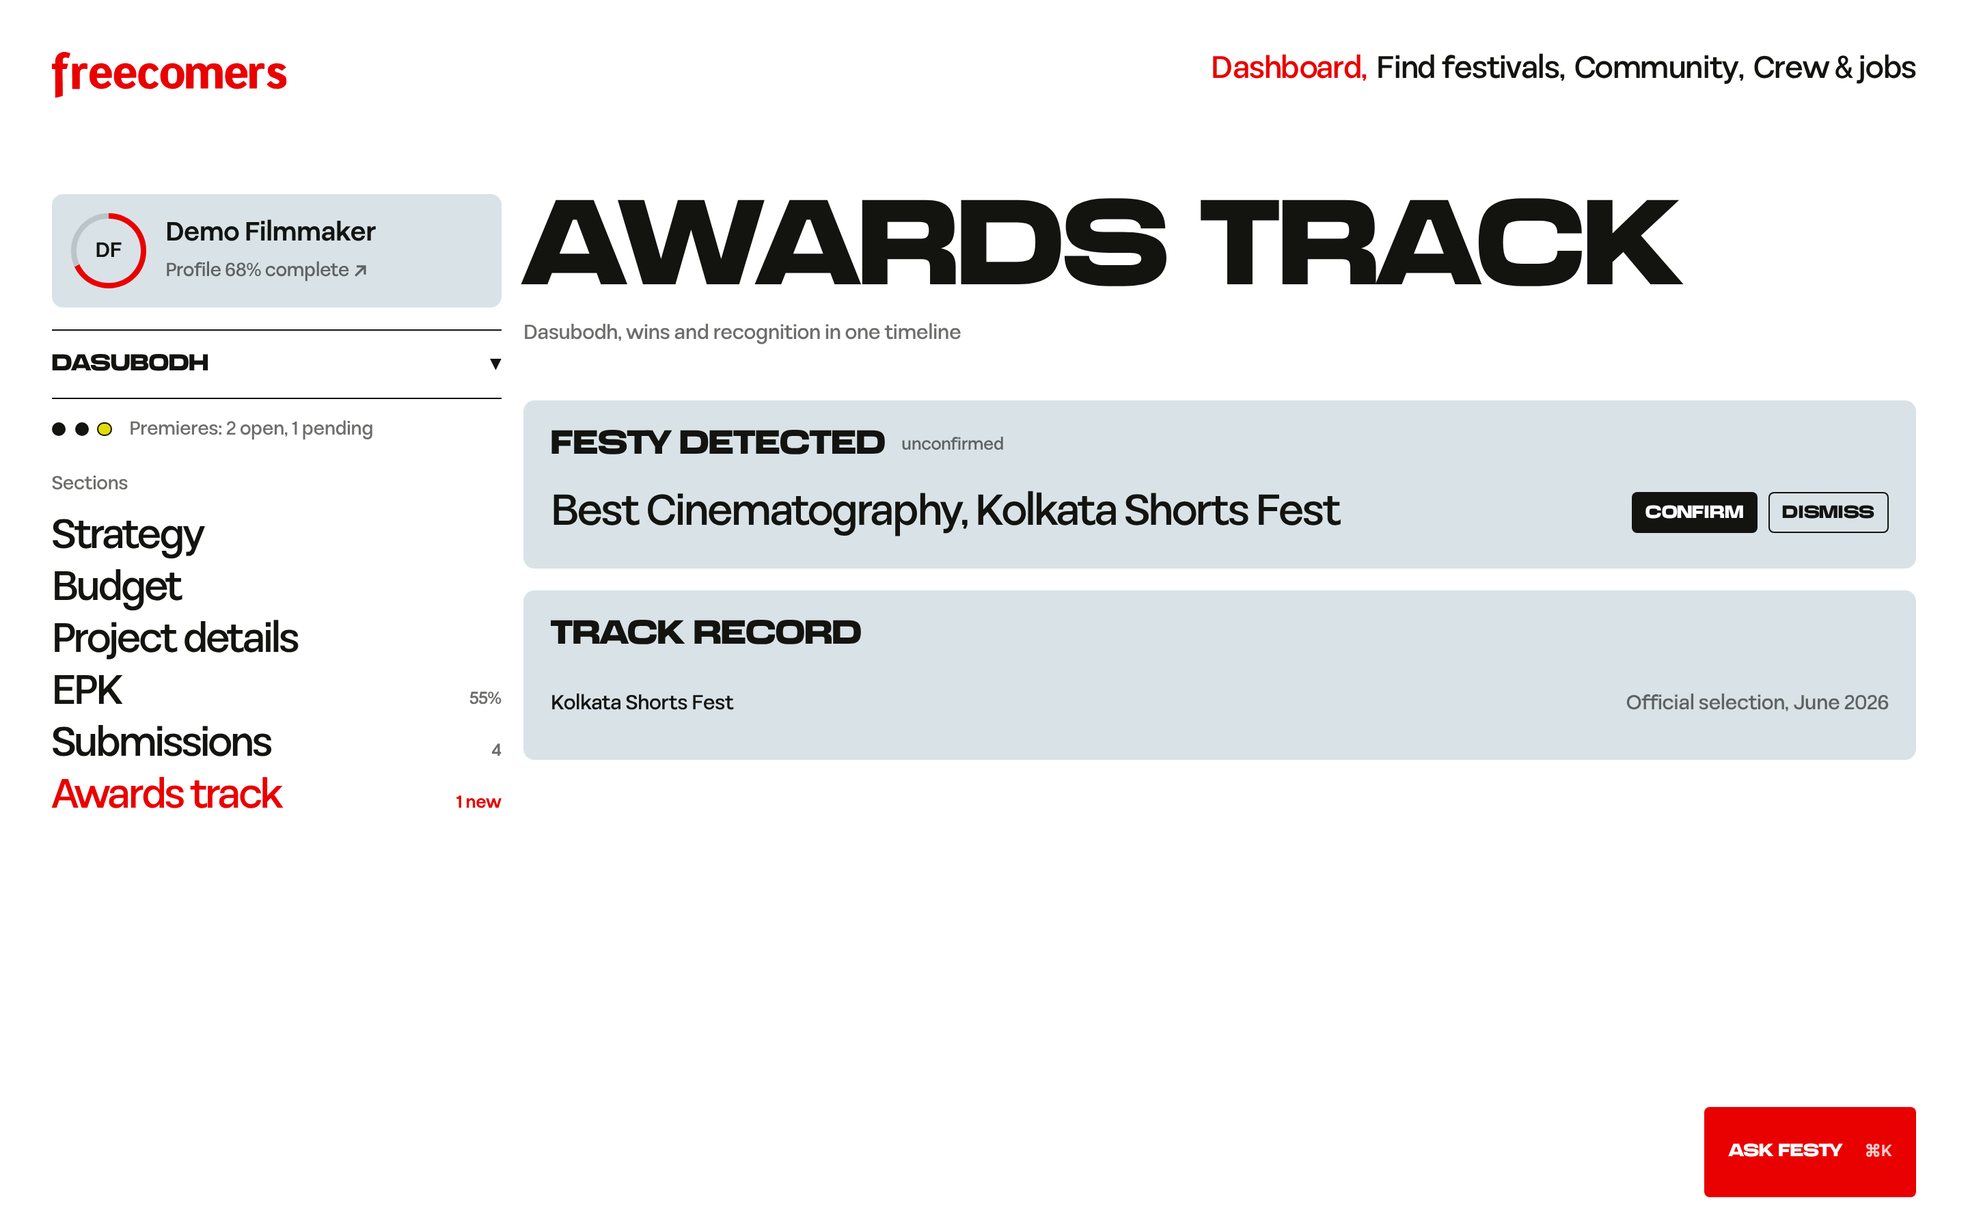 freecomers
Dashboard, Find festivals, Community, Crew & jobs
DF
Demo Filmmaker
Profile 68% complete ↗
DASUBODH ▼
Premieres: 2 open, 1 pending
Sections
Strategy
Budget
Project details
EPK 55%
Submissions 4
Awards track 1 new
AWARDS TRACK
Dasubodh, wins and recognition in one timeline
FESTY DETECTED unconfirmed
Best Cinematography, Kolkata Shorts Fest
CONFIRM DISMISS
TRACK RECORD
Kolkata Shorts Fest Official selection, June 2026
ASK FESTY ⌘K